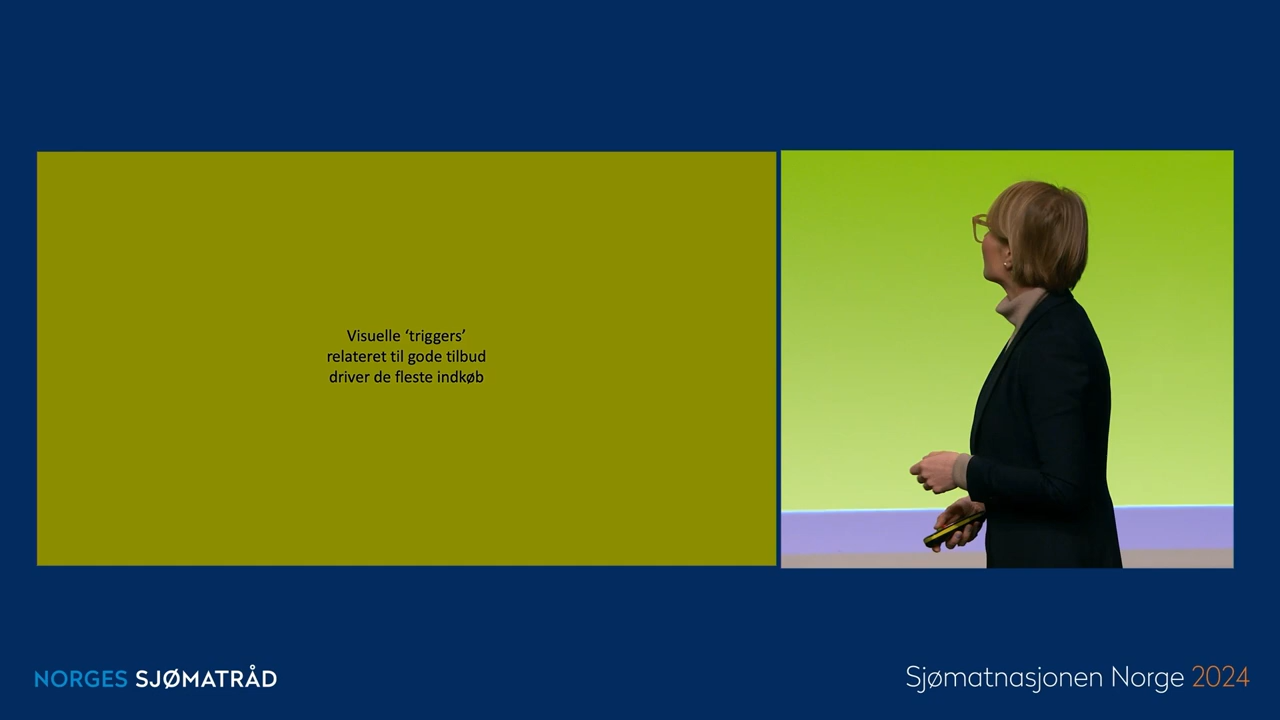 Visuelle ‘triggers’
relateret til gode tilbud
driver de fleste indkøb
NORGES SJØMATRÅD
Sjømatnasjonen Norge 2024